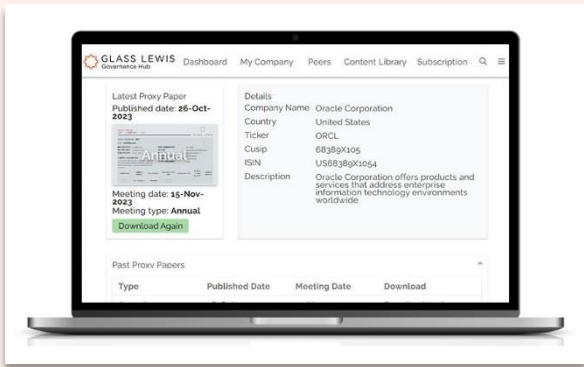 GLASS LEWIS
Governance Hub
Dashboard
My Company
Peers
Content Library
Subscription
Latest Proxy Paper
Published date: 26-Oct-
2023
Annual
Meeting date: 15-Nov-
2023
Meeting type: Annual
Download Again
Details
Company Name Oracle Corporation
Country United States
Ticker ORCL
Cusip 68389X105
ISIN US68389X1054
Description Oracle Corporation offers products and
services that address enterprise
information technology environments
worldwide.
Past Proxy Papers
Type Published Date Meeting Date Download